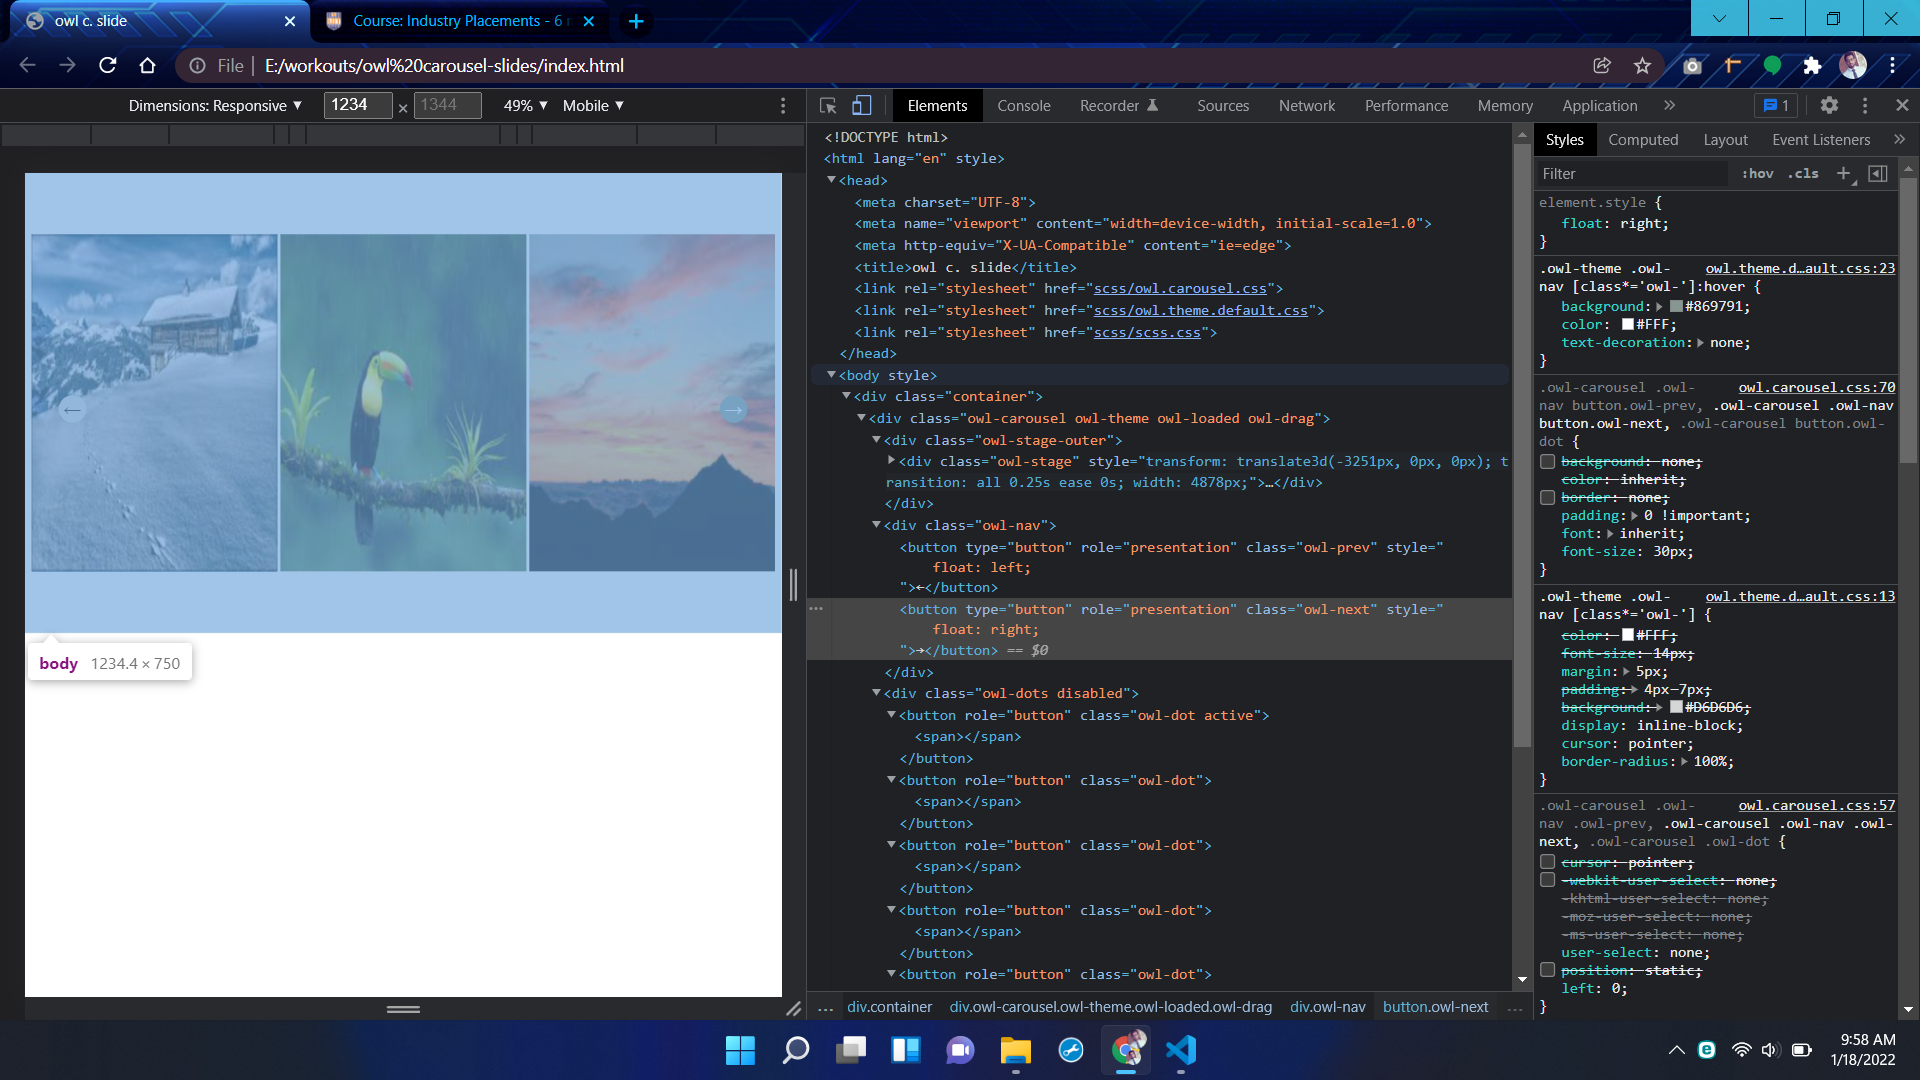 owl c. slide
Course: Industry Placements - 6
File
E:/workouts/owl%20carousel-slides/index.html
Dimensions: Responsive ▼ 1234 × 1344 49% ▼ Mobile ▼
Elements Console Recorder Sources Network Performance Memory Application » 1
<!DOCTYPE html>
<html lang="en" style>
▼<head>
<meta charset="UTF-8">
<meta name="viewport" content="width=device-width, initial-scale=1.0">
<meta http-equiv="X-UA-Compatible" content="ie=edge">
<title>owl c. slide</title>
<link rel="stylesheet" href="scss/owl.carousel.css">
<link rel="stylesheet" href="scss/owl.theme.default.css">
<link rel="stylesheet" href="scss/scss.css">
</head>
▼<body style>
▼<div class="container">
▼<div class="owl-carousel owl-theme owl-loaded owl-drag">
▼<div class="owl-stage-outer">
▶<div class="owl-stage" style="transform: translate3d(-3251px, 0px, 0px); t
ransition: all 0.25s ease 0s; width: 4878px;">…</div>
</div>
▼<div class="owl-nav">
<button type="button" role="presentation" class="owl-prev" style="
float: left;
">←</button>
<button type="button" role="presentation" class="owl-next" style="
float: right;
">→</button> == $0
</div>
▼<div class="owl-dots disabled">
▼<button role="button" class="owl-dot active">
<span></span>
</button>
▼<button role="button" class="owl-dot">
<span></span>
</button>
▼<button role="button" class="owl-dot">
<span></span>
</button>
▼<button role="button" class="owl-dot">
<span></span>
</button>
▼<button role="button" class="owl-dot">
... div.container div.owl-carousel.owl-theme.owl-loaded.owl-drag div.owl-nav button.owl-next ...
Styles Computed Layout Event Listeners »
Filter :hov .cls +
element.style {
float: right;
}
.owl-theme .owl- owl.theme.d…ault.css:23
nav [class*='owl-']:hover {
background: ▶ #869791;
color: #FFF;
text-decoration: ▶ none;
}
.owl-carousel .owl- owl.carousel.css:70
nav button.owl-prev, .owl-carousel .owl-nav
button.owl-next, .owl-carousel button.owl-
dot {
background: none;
color: inherit;
border: none;
padding: ▶ 0 !important;
font: ▶ inherit;
font-size: 30px;
}
.owl-theme .owl- owl.theme.d…ault.css:13
nav [class*='owl-'] {
color: #FFF;
font-size: 14px;
margin: ▶ 5px;
padding: ▶ 4px 7px;
background: ▶ #D6D6D6;
display: inline-block;
cursor: pointer;
border-radius: ▶ 100%;
}
.owl-carousel .owl- owl.carousel.css:57
nav .owl-prev, .owl-carousel .owl-nav .owl-
next, .owl-carousel .owl-dot {
cursor: pointer;
-webkit-user-select: none;
-khtml-user-select: none;
-moz-user-select: none;
-ms-user-select: none;
user-select: none;
position: static;
left: 0;
}
← →
body 1234.4 × 750
9:58 AM
1/18/2022